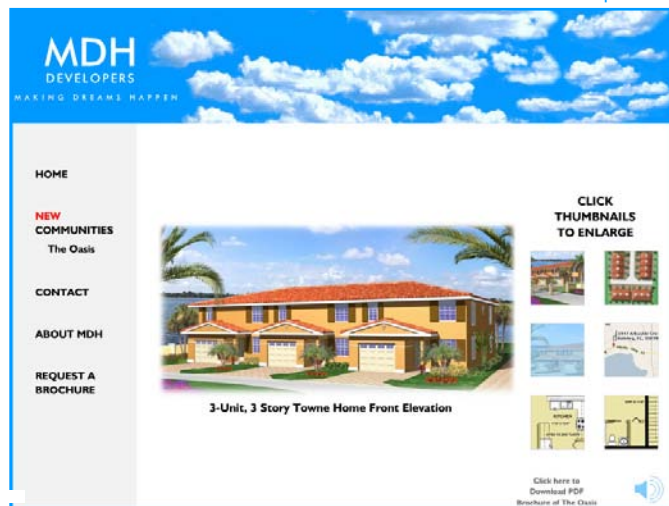 MDH
DEVELOPERS
MAKING DREAMS HAPPEN
HOME
NEW
COMMUNITIES
The Oasis
CONTACT
ABOUT MDH
REQUEST A
BROCHURE
3-Unit, 3 Story Towne Home Front Elevation
CLICK
THUMBNAILS
TO ENLARGE
KITCHEN
Click here to
Download PDF
Brochure of The Oasis